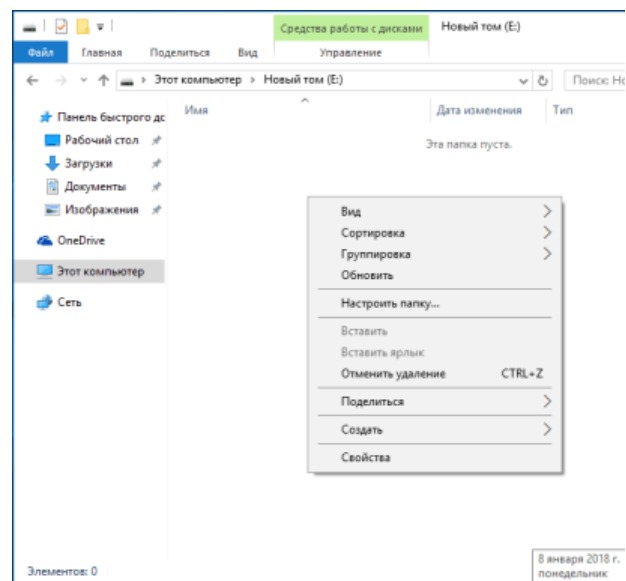 Средства работы с дисками
Новый том (E:)
Файл
Главная
Поделиться
Вид
Управление
Этот компьютер > Новый том (E:)
Поиск: Но
Имя
Дата изменения
Тип
Панель быстрого дс
Эта папка пуста.
Рабочий стол
Загрузки
Документы
Изображения
OneDrive
Этот компьютер
Сеть
Вид
Сортировка
Группировка
Обновить
Настроить папку...
Вставить
Вставить ярлык
Отменить удаление CTRL+Z
Поделиться
Создать
Свойства
Элементов: 0
8 января 2018 г.
понедельник